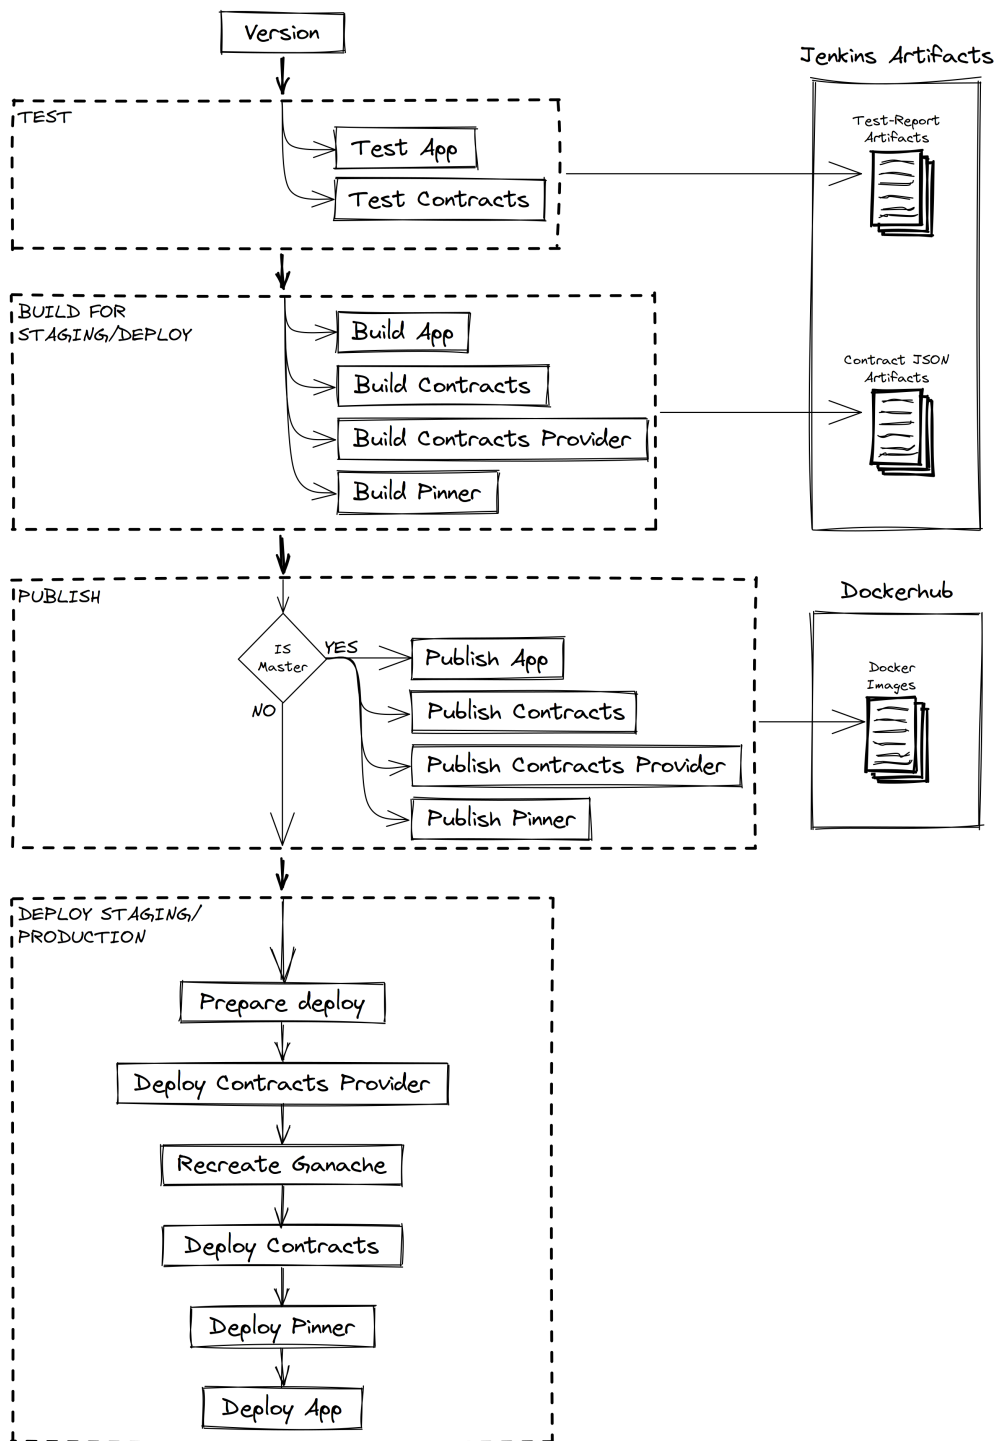 Version
Jenkins Artifacts
TEST
Test-Report
Artifacts
Test App
Test Contracts
BUILD FOR
STAGING/DEPLOY
Build App
Contract JSON
Artifacts
Build Contracts
Build Contracts Provider
Build Pinner
PUBLISH
Dockerhub
IS
Master
YES
NO
Publish App
Docker
Images
Publish Contracts
Publish Contracts Provider
Publish Pinner
DEPLOY STAGING/
PRODUCTION
Prepare deploy
Deploy Contracts Provider
Recreate Ganache
Deploy Contracts
Deploy Pinner
Deploy App